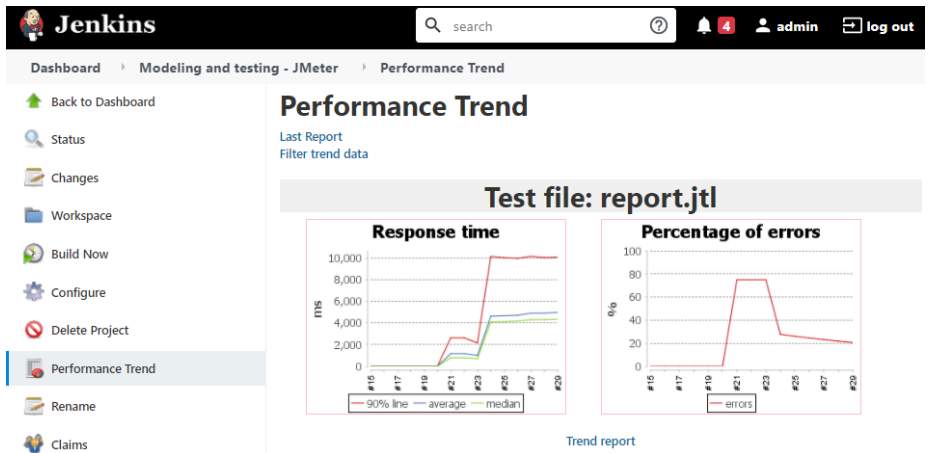 Jenkins
search
4
admin
log out
Dashboard
Modeling and testing - JMeter
Performance Trend
Back to Dashboard
Status
Changes
Workspace
Build Now
Configure
Delete Project
Performance Trend
Rename
Claims
Performance Trend
Last Report
Filter trend data
Test file: report.jtl
Response time
10,000
8,000
6,000
4,000
2,000
0
ms
#15
#17
#19
#21
#23
#25
#27
#29
90% line
average
median
Percentage of errors
100
80
60
40
20
0
%
#15
#17
#19
#21
#23
#25
#27
#29
errors
Trend report